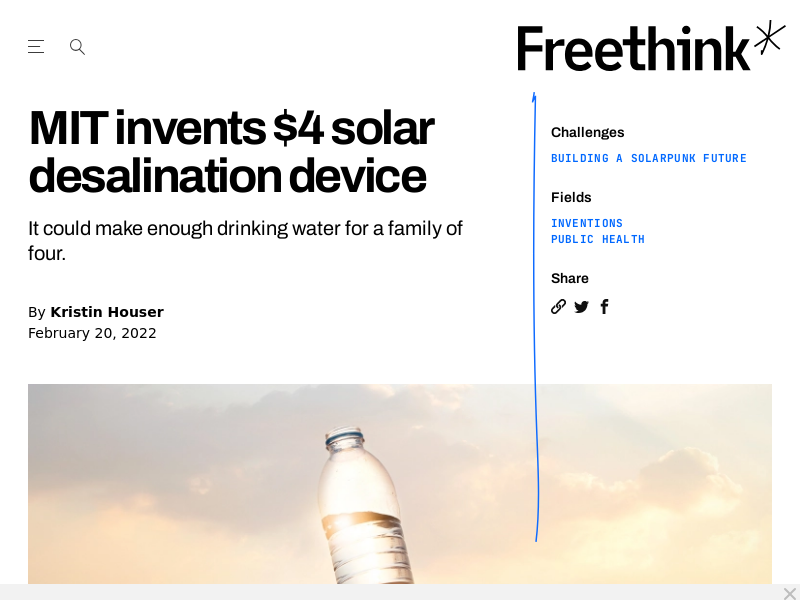 Freethink
MIT invents $4 solar
desalination device
It could make enough drinking water for a family of
four.
By Kristin Houser
February 20, 2022
Challenges
BUILDING A SOLARPUNK FUTURE
Fields
INVENTIONS
PUBLIC HEALTH
Share